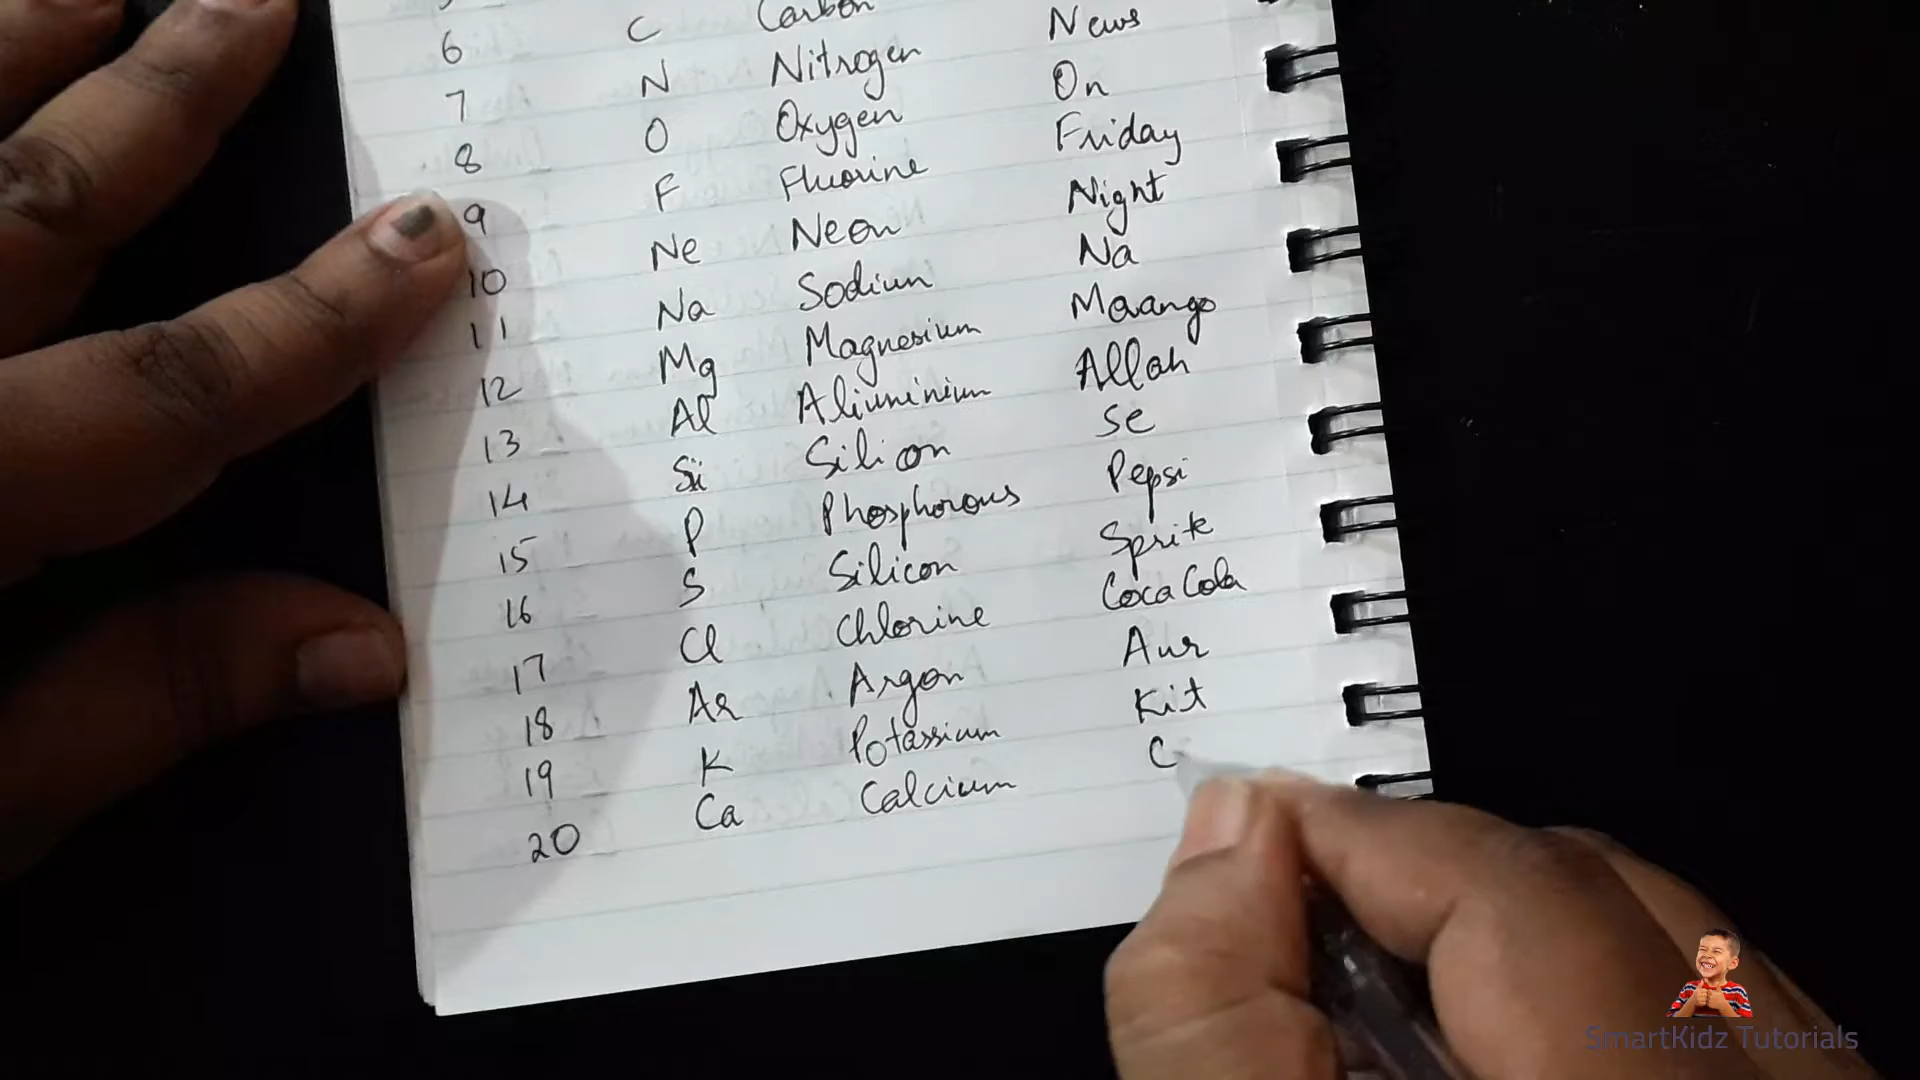 6 C Carbon News
7 N Nitrogen On
8 O Oxygen Friday
9 F Fluorine Night
10 Ne Neon Na
11 Na Sodium Maango
12 Mg Magnesium Allah
13 Al Aliuminium se
14 Si Silicon Pepsi
15 P Phosphorous Sprite
16 S Silicon Coca Cola
17 Cl Chlorine Aur
18 Ar Argon Kit
19 K Potassium C
20 Ca Calcium
SmartKidz Tutorials